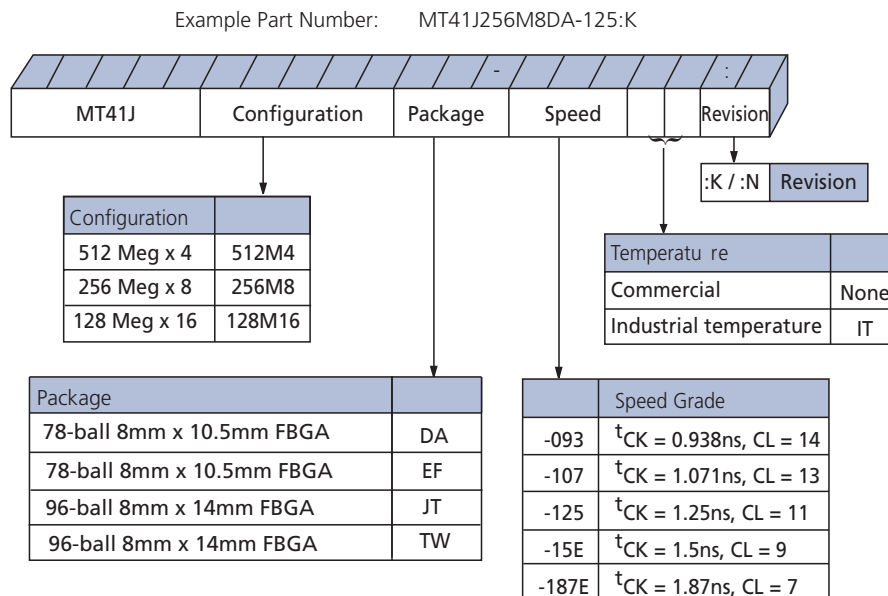 Example Part Number: MT41J256M8DA-125:K
- :
MT41J Configuration Package Speed Revision
:K / :N Revision
Configuration
512 Meg x 4 512M4
256 Meg x 8 256M8
128 Meg x 16 128M16
Temperatu re
Commercial None
Industrial temperature IT
Package
78-ball 8mm x 10.5mm FBGA DA
78-ball 8mm x 10.5mm FBGA EF
96-ball 8mm x 14mm FBGA JT
96-ball 8mm x 14mm FBGA TW
Speed Grade
-093 tCK = 0.938ns, CL = 14
-107 tCK = 1.071ns, CL = 13
-125 tCK = 1.25ns, CL = 11
-15E tCK = 1.5ns, CL = 9
-187E tCK = 1.87ns, CL = 7